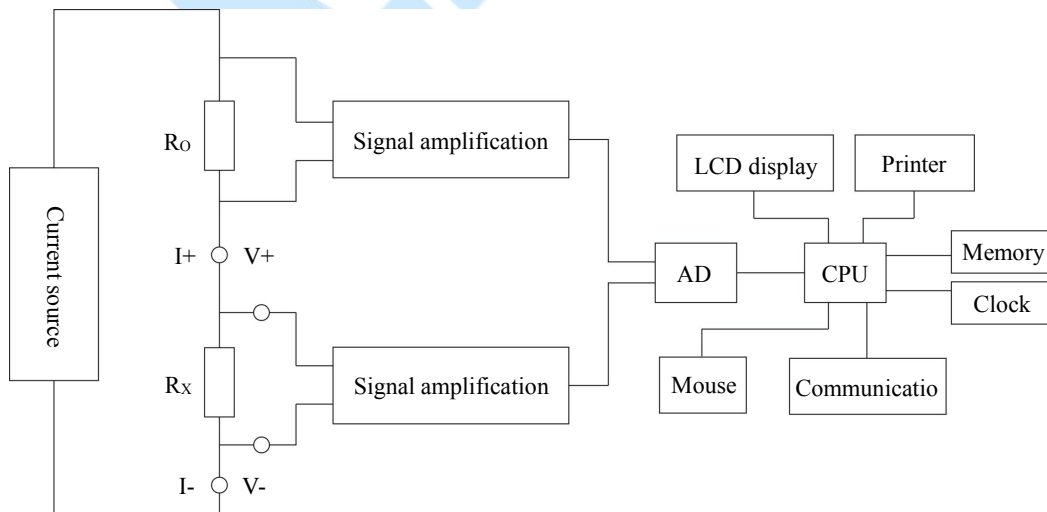 Ro
Signal amplification
LCD display
Printer
Current source
I+ V+
AD
CPU
Memory
Clock
Rx
Signal amplification
Mouse
Communicatio
I- V-